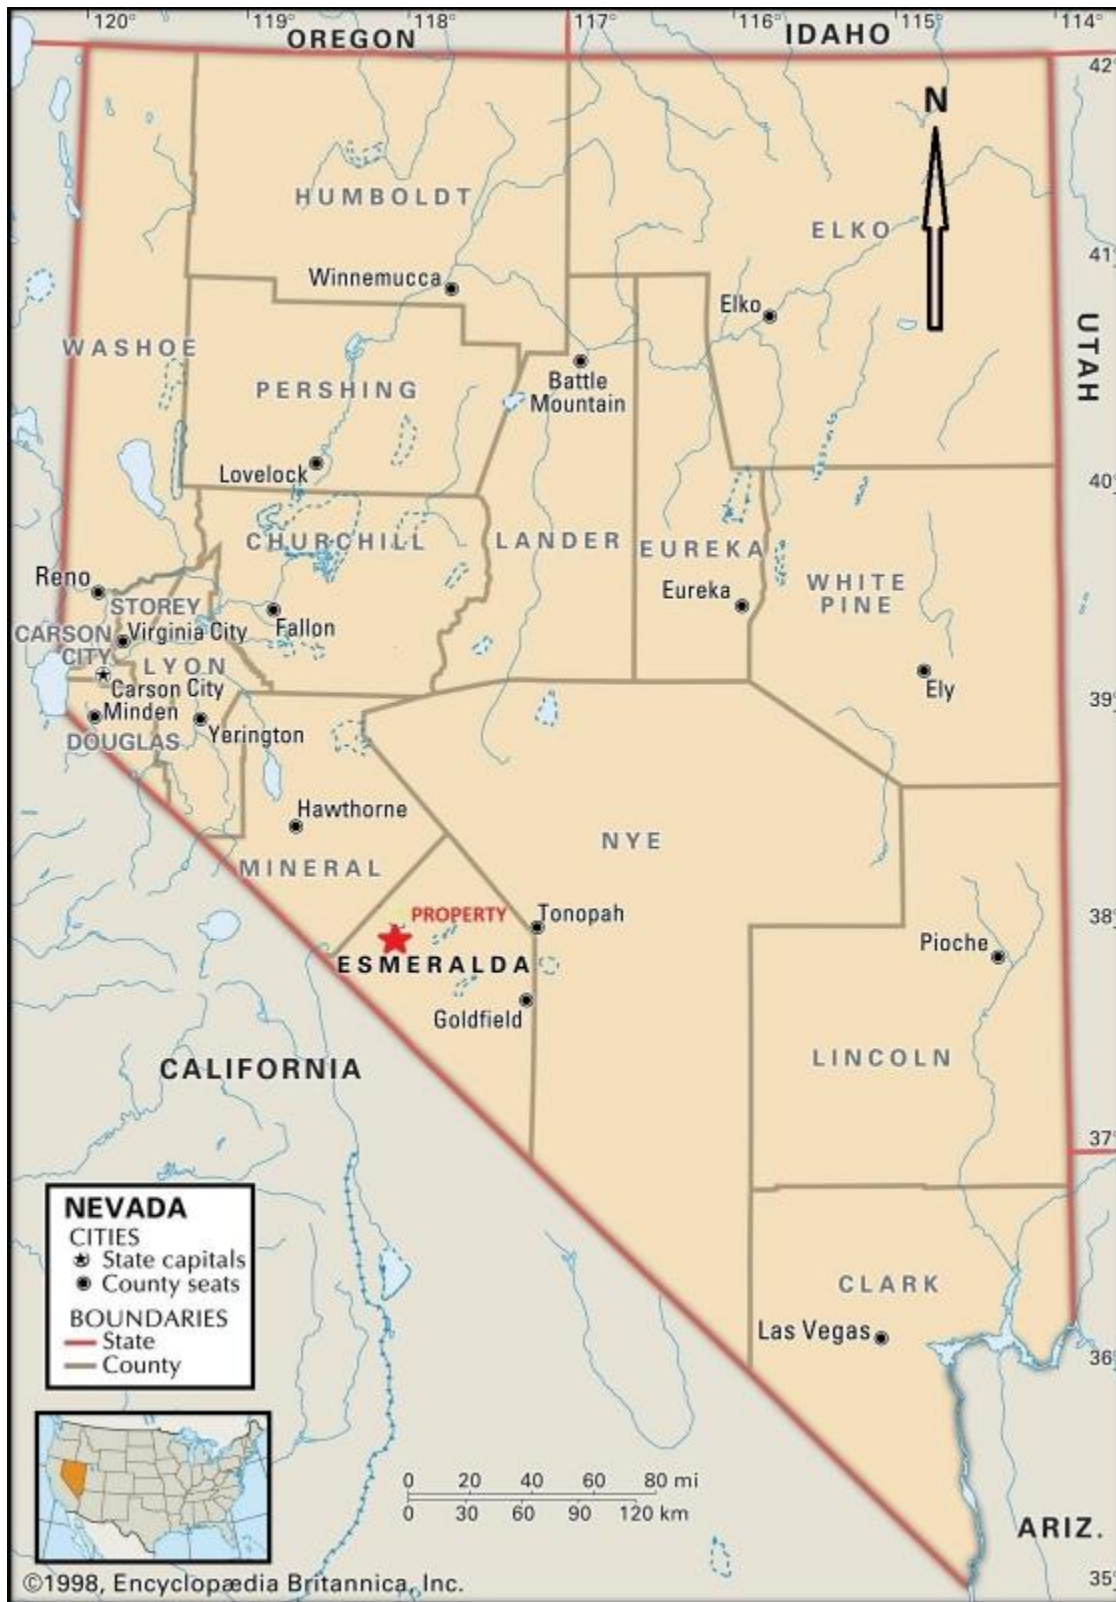 120°
119°
118°
117°
116°
115°
114°
OREGON
IDAHO
42°
N
HUMBOLDT
ELKO
41°
Winnemucca
Elko
UTAH
WASHOE
PERSHING
Battle
Mountain
Lovelock
40°
CHURCHILL
LANDER
EUREKA
WHITE
PINE
Reno
Eureka
STOREY
CARSON
CITY
Virginia City
Fallon
LYON
Carson City
Ely
39°
Minden
DOUGLAS
Yerington
Hawthorne
NYE
MINERAL
PROPERTY
Tonopah
38°
Pioche
ESMERALDA
Goldfield
CALIFORNIA
LINCOLN
37°
NEVADA
CITIES
State capitals
County seats
BOUNDARIES
State
County
CLARK
Las Vegas
36°
0 20 40 60 80 mi
0 30 60 90 120 km
ARIZ.
©1998, Encyclopædia Britannica, Inc.
35°